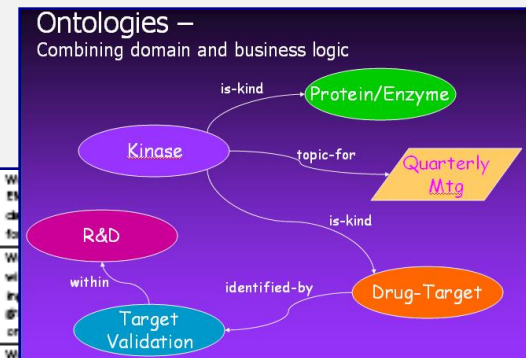 Ontologies –
Combining domain and business logic
is-kind
Protein/Enzyme
Kinase
topic-for
Quarterly
Mtg
R&D
is-kind
within
identified-by
Drug-Target
Target
Validation